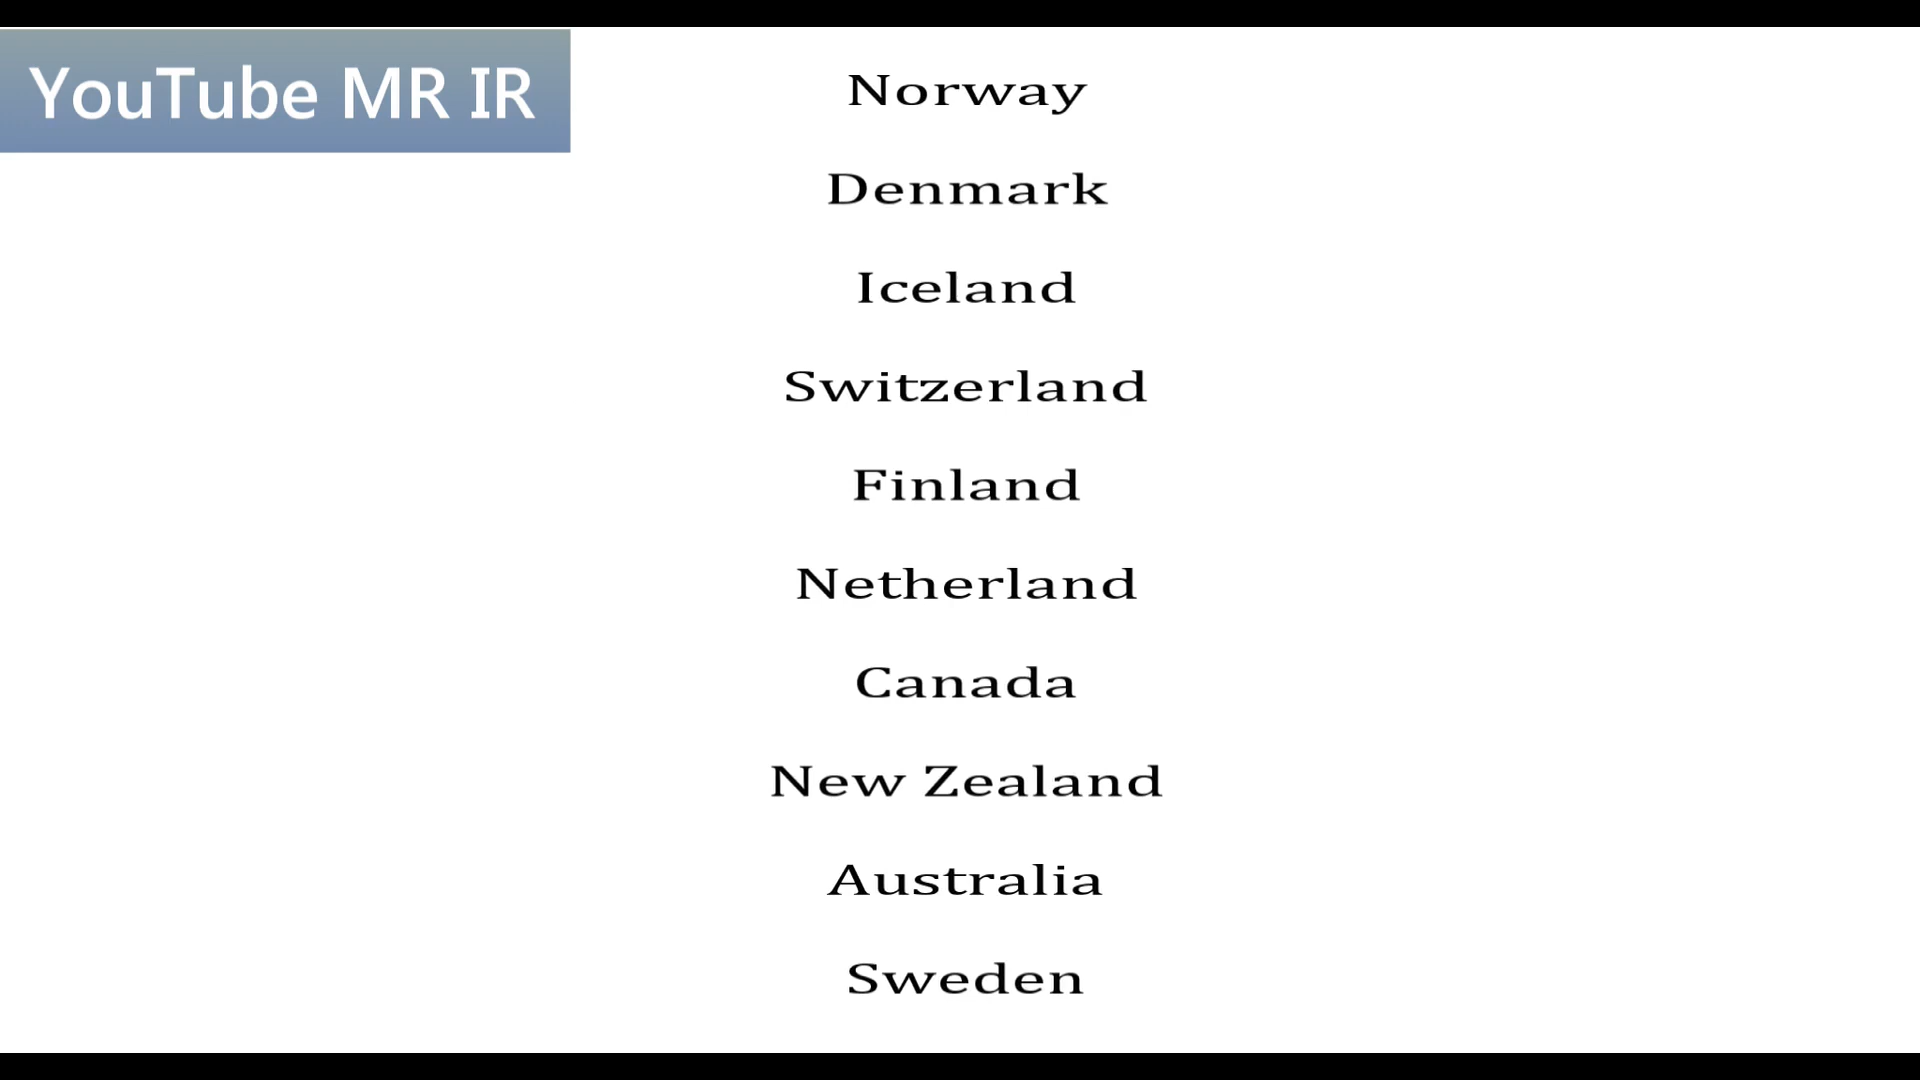 YouTube MR IR
Norway
Denmark
Iceland
Switzerland
Finland
Netherland
Canada
New Zealand
Australia
Sweden